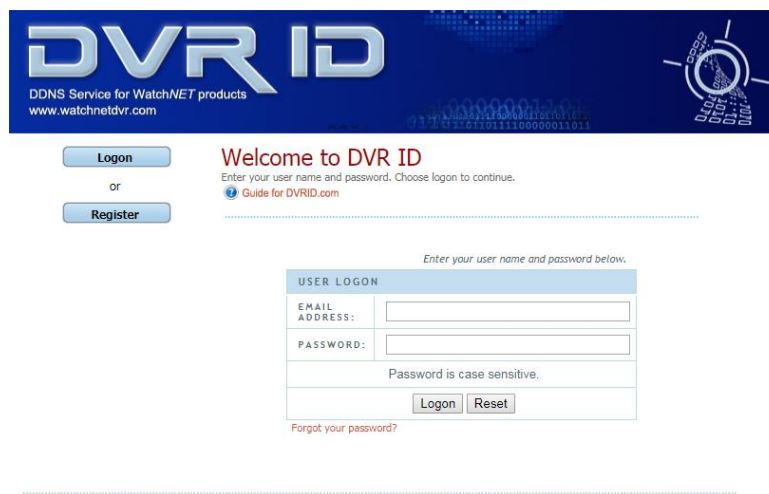 DVR ID
DDNS Service for WatchNET products
www.watchnetdvr.com
Logon
or
Register
Welcome to DVR ID
Enter your user name and password. Choose logon to continue.
Guide for DVRID.com
Enter your user name and password below.
USER LOGON
EMAIL
ADDRESS:
PASSWORD:
Password is case sensitive.
Logon Reset
Forgot your password?